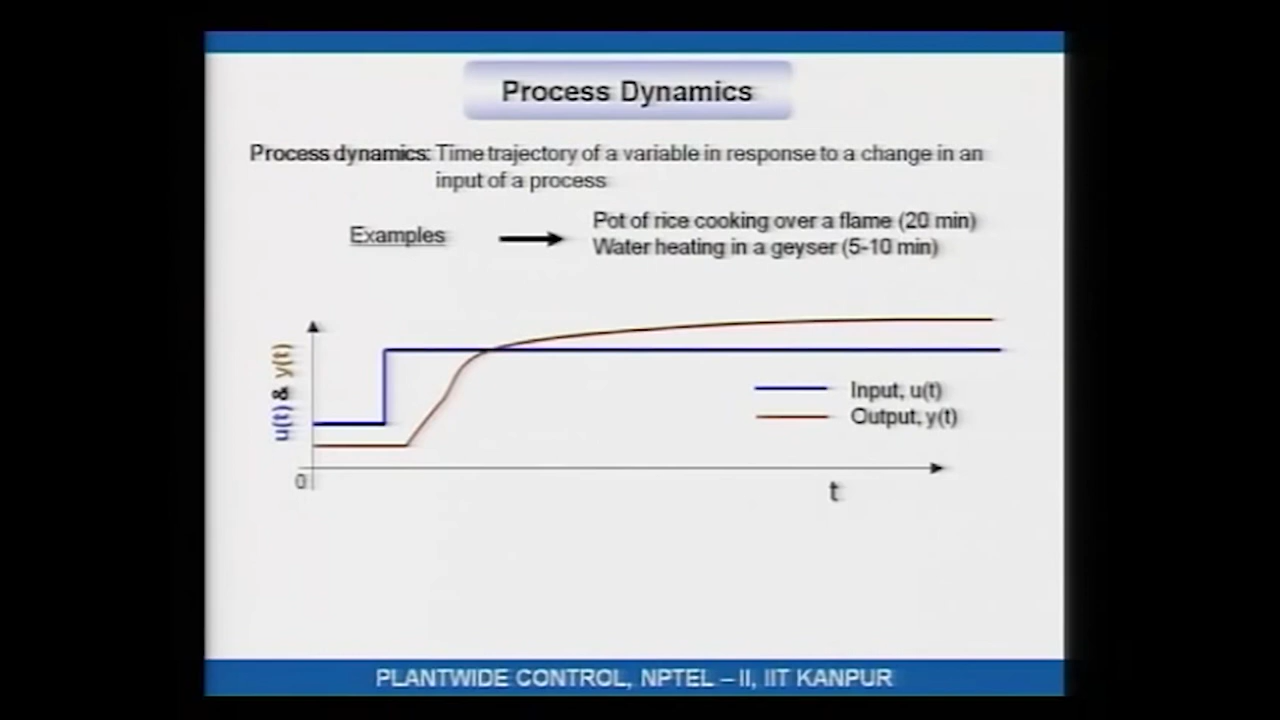 Process Dynamics
Process dynamics: Time trajectory of a variable in response to a change in an
input of a process
Examples
Pot of rice cooking over a flame (20 min)
Water heating in a geyser (5-10 min)
u(t) & y(t)
Input, u(t)
Output, y(t)
0
t
PLANTWIDE CONTROL, NPTEL – II, IIT KANPUR